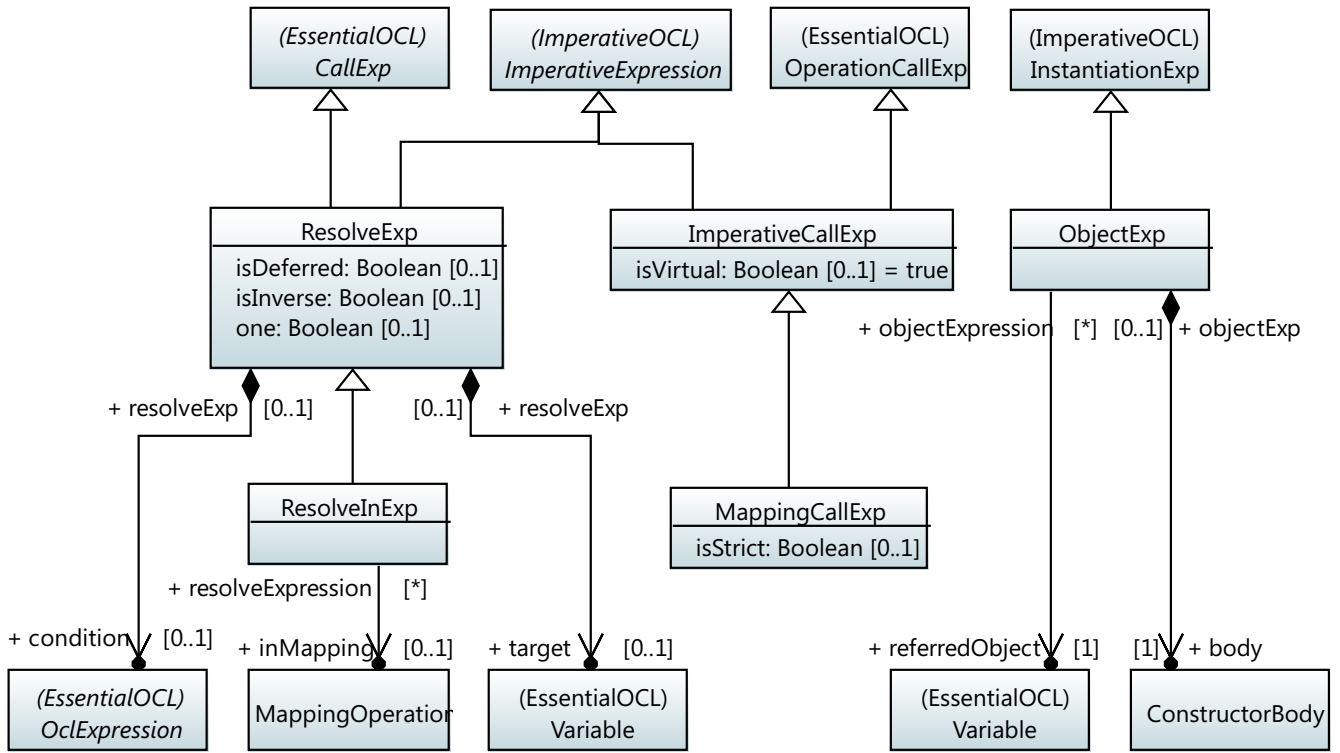 (EssentialOCL)
CallExp
(ImperativeOCL)
ImperativeExpression
(EssentialOCL)
OperationCallExp
(ImperativeOCL)
InstantiationExp
ResolveExp
isDeferred: Boolean [0..1]
isInverse: Boolean [0..1]
one: Boolean [0..1]
ImperativeCallExp
isVirtual: Boolean [0..1] = true
ObjectExp
+ objectExpression [*]
[0..1] + objectExp
+ resolveExp [0..1]
[0..1] + resolveExp
ResolveInExp
MappingCallExp
isStrict: Boolean [0..1]
+ resolveExpression [*]
+ condition [0..1]
+ inMapping [0..1]
+ target [0..1]
+ referredObject [1]
[1] + body
(EssentialOCL)
OclExpression
MappingOperation
(EssentialOCL)
Variable
(EssentialOCL)
Variable
ConstructorBody